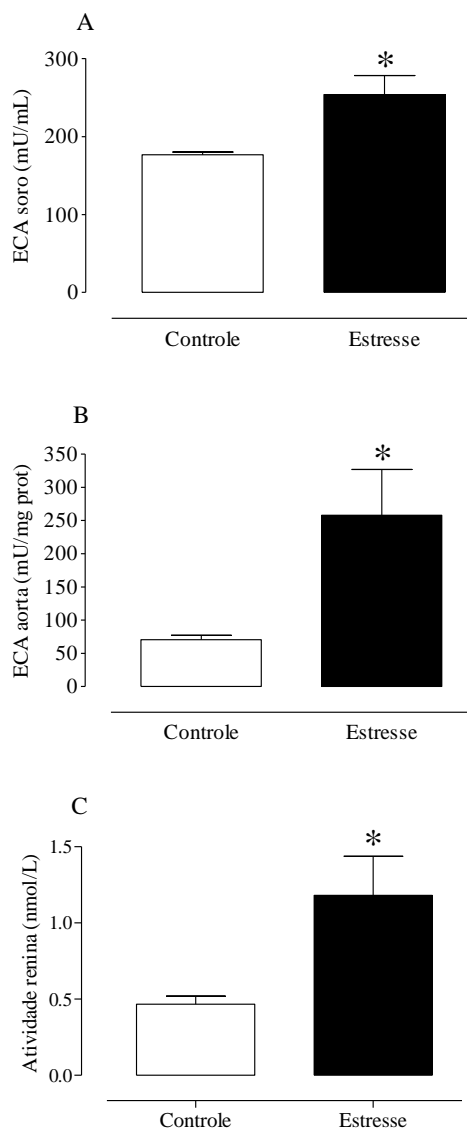 A
ECA soro (mU/mL)
300
200
100
0
*
Controle Estresse
B
ECA aorta (mU/mg prot)
350
300
250
200
150
100
50
0
*
Controle Estresse
C
Atividade renina (nmol/L)
1.5
1.0
0.5
0.0
*
Controle Estresse